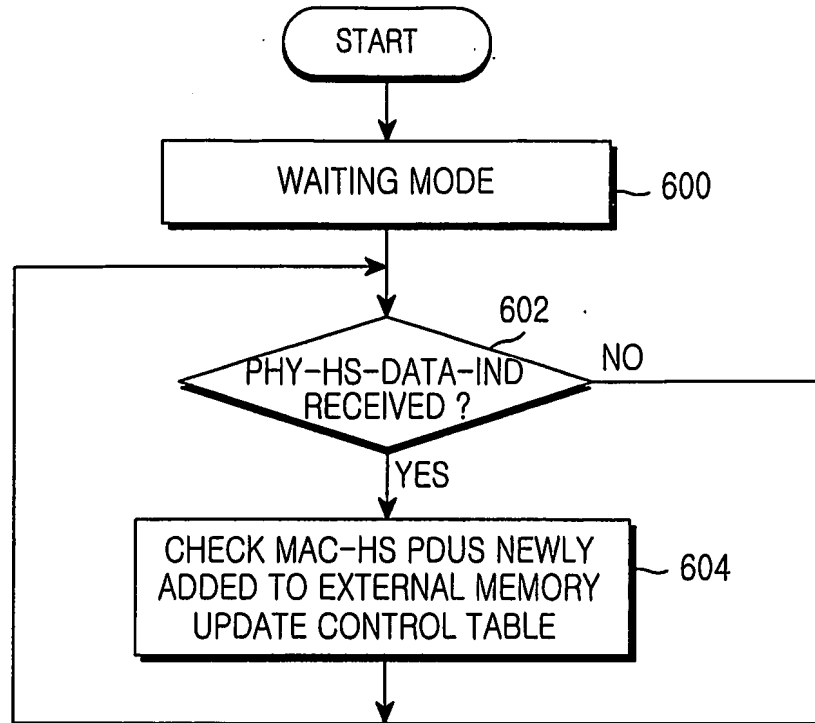 START
WAITING MODE
600
602
PHY-HS-DATA-IND
RECEIVED ?
NO
YES
CHECK MAC-HS PDUS NEWLY
ADDED TO EXTERNAL MEMORY
UPDATE CONTROL TABLE
604